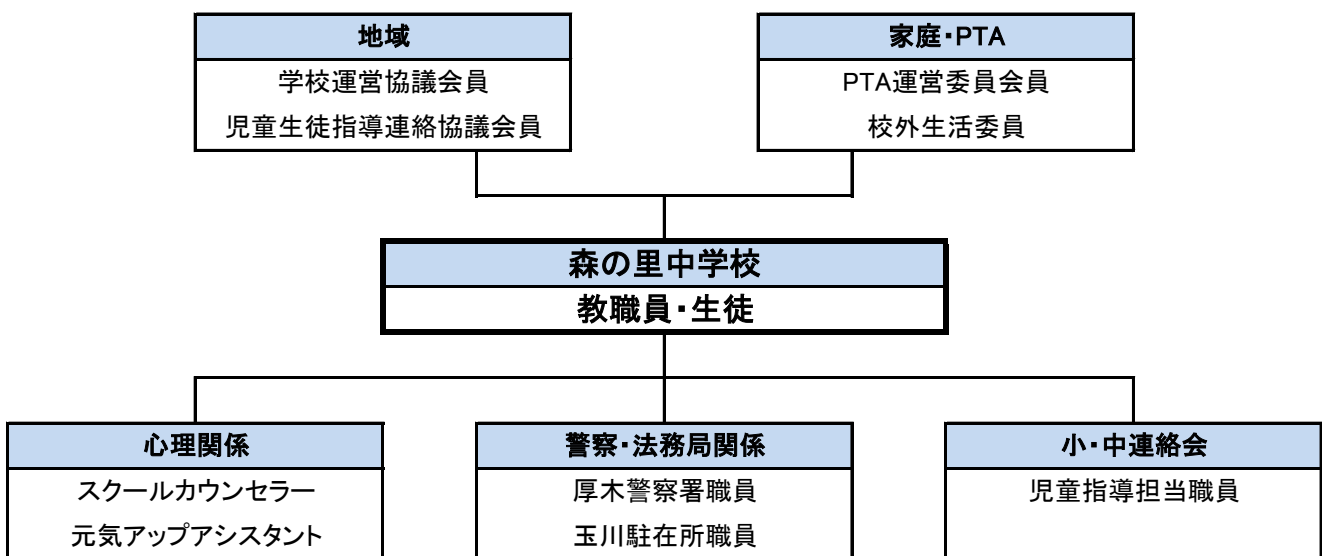 地域
学校運営協議会員
児童生徒指導連絡協議会員
家庭・PTA
PTA運営委員会員
校外生活委員
森の里中学校
教職員・生徒
心理関係
スクールカウンセラー
元気アップアシスタント
警察・法務局関係
厚木警察署職員
玉川駐在所職員
小・中連絡会
児童指導担当職員